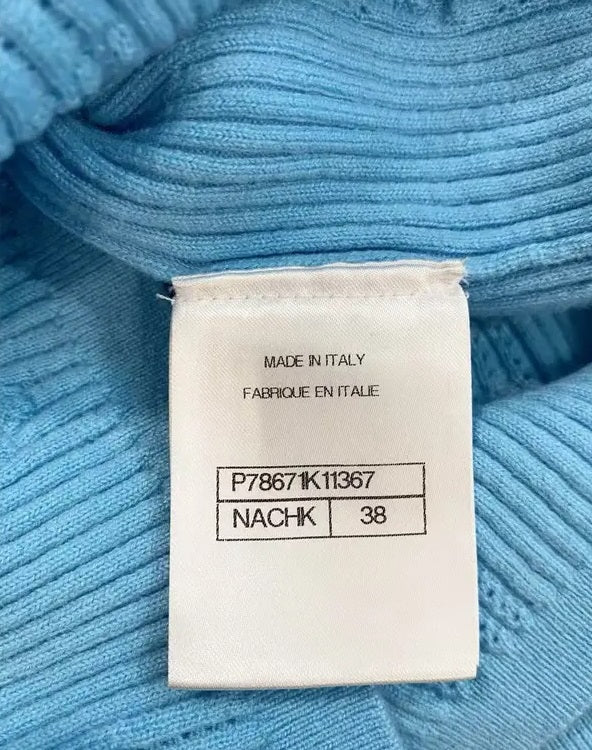 MADE IN ITALY
FABRIQUE EN ITALIE
P78671K11367
NACHK 38